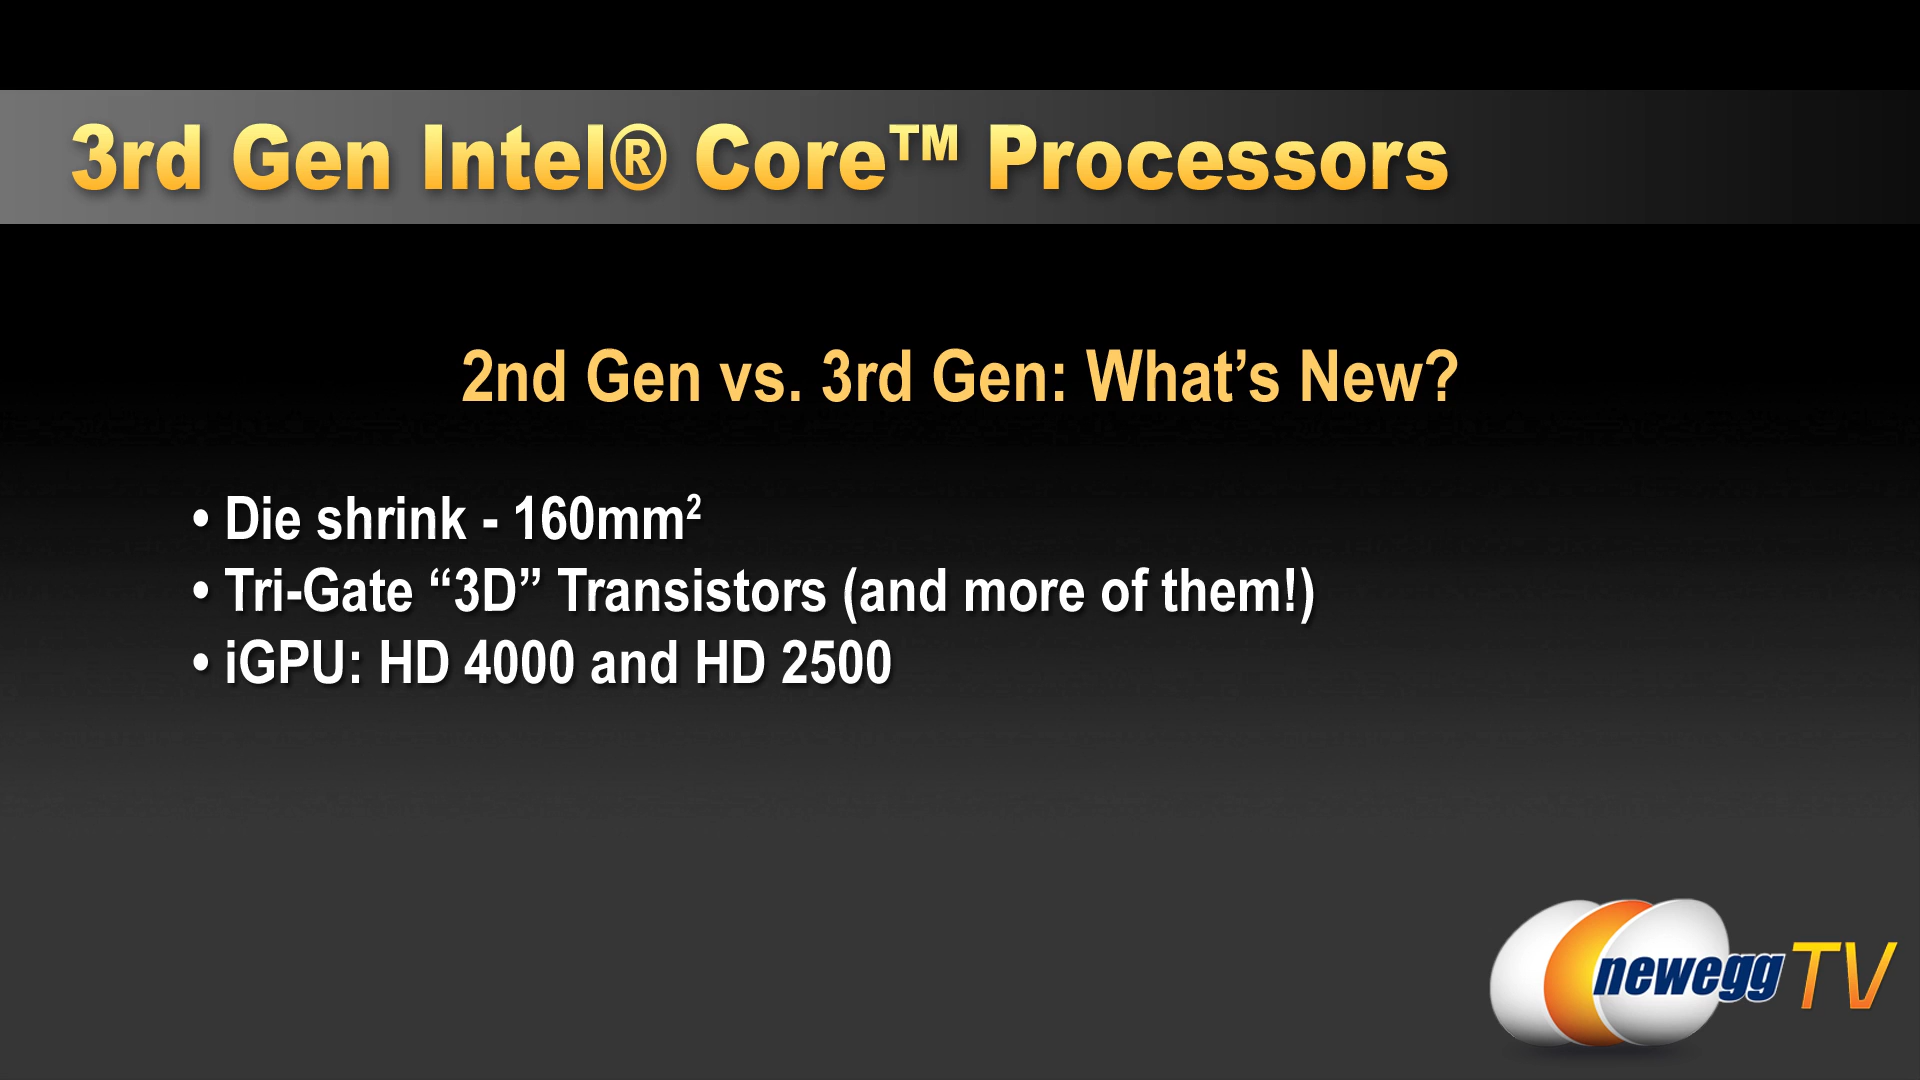 3rd Gen Intel® Core™ Processors
2nd Gen vs. 3rd Gen: What’s New?
• Die shrink - 160mm²
• Tri-Gate “3D” Transistors (and more of them!)
• iGPU: HD 4000 and HD 2500
newegg TV